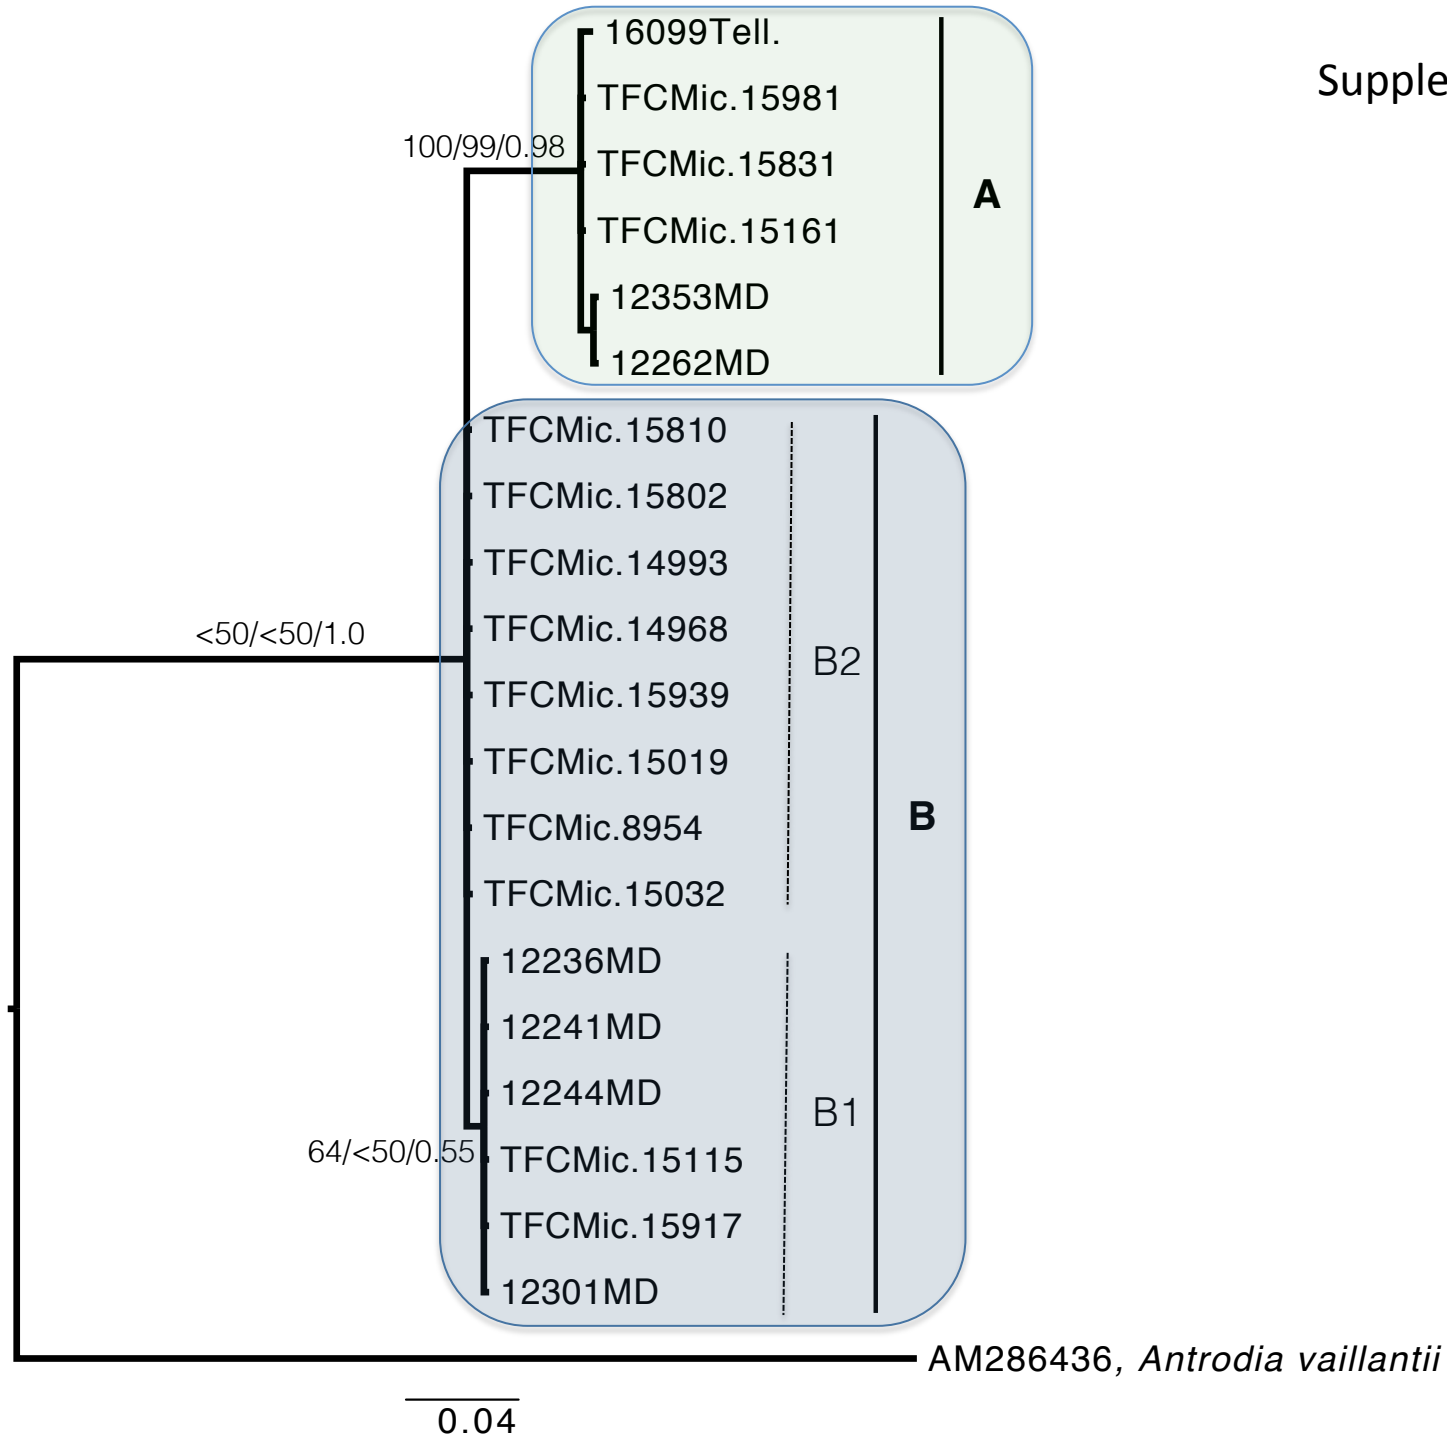 16099Tell.
Supple
TFCMic.15981
100/99/0.98
TFCMic.15831
A
TFCMic.15161
12353MD
12262MD
TFCMic.15810
TFCMic.15802
TFCMic.14993
TFCMic.14968
<50/<50/1.0
B2
TFCMic.15939
TFCMic.15019
B
TFCMic.8954
TFCMic.15032
12236MD
12241MD
12244MD
B1
64/<50/0.55
TFCMic.15115
TFCMic.15917
12301MD
AM286436, Antrodia vaillantii
0.04